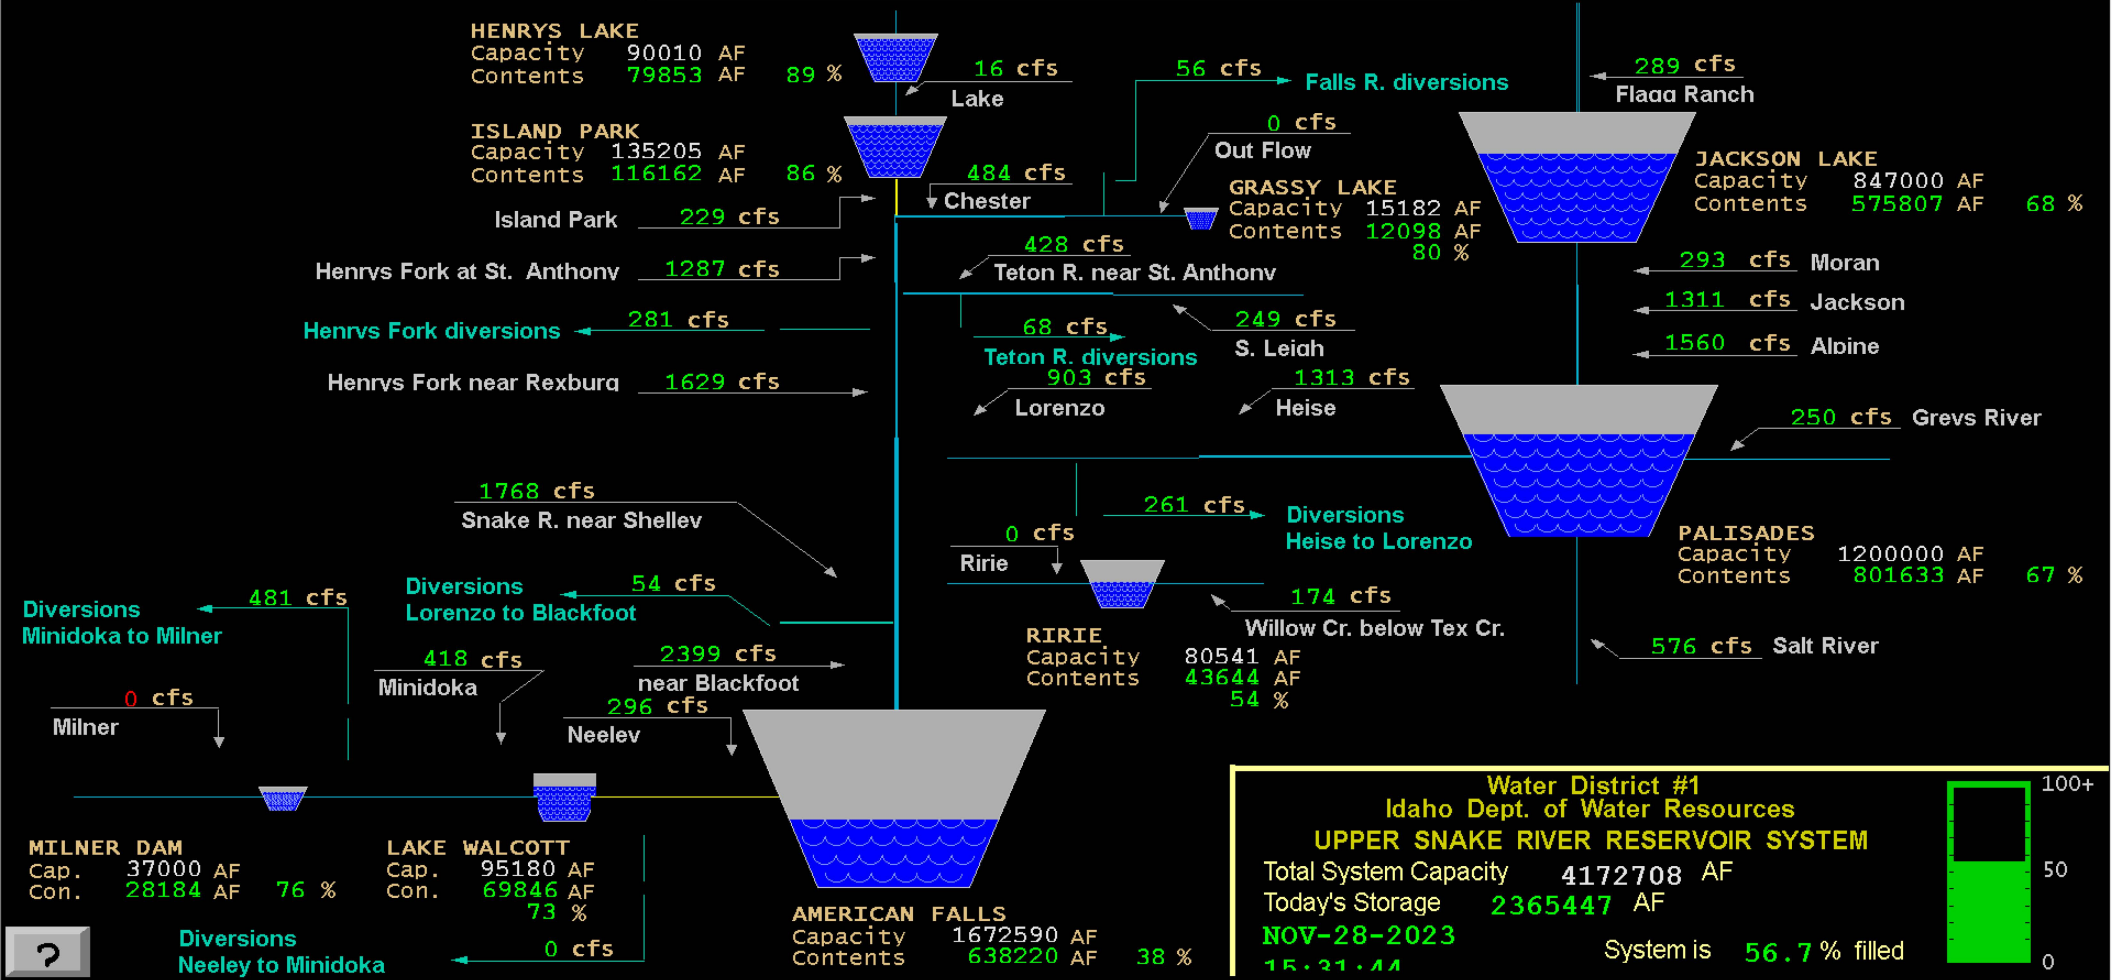 HENRYS LAKE
Capacity 90010 AF
Contents 79853 AF 89 %
16 cfs
Lake
56 cfs
Falls R. diversions
289 cfs
Flagg Ranch
ISLAND PARK
Capacity 135205 AF
Contents 116162 AF 86 %
0 cfs
Out Flow
484 cfs
Chester
GRASSY LAKE
Capacity 15182 AF
Contents 12098 AF
80 %
JACKSON LAKE
Capacity 847000 AF
Contents 575807 AF 68 %
Island Park 229 cfs
428 cfs
Teton R. near St. Anthony
Henrys Fork at St. Anthony 1287 cfs
293 cfs Moran
1311 cfs Jackson
1560 cfs Alpine
Henrys Fork diversions 281 cfs
68 cfs
Teton R. diversions
249 cfs
S. Leigh
Henrys Fork near Rexburg 1629 cfs
903 cfs
Lorenzo
1313 cfs
Heise
250 cfs Greys River
1768 cfs
Snake R. near Shelley
261 cfs
Diversions
Heise to Lorenzo
0 cfs
Ririe
PALISADES
Capacity 1200000 AF
Contents 801633 AF 67 %
Diversions
Lorenzo to Blackfoot
54 cfs
481 cfs
Diversions
Minidoka to Milner
174 cfs
Willow Cr. below Tex Cr.
RIRIE
Capacity 80541 AF
Contents 43644 AF
54 %
576 cfs Salt River
418 cfs
Minidoka
2399 cfs
near Blackfoot
0 cfs
Milner
296 cfs
Neeley
MILNER DAM
Cap. 37000 AF
Con. 28184 AF 76 %
LAKE WALCOTT
Cap. 95180 AF
Con. 69846 AF
73 %
AMERICAN FALLS
Capacity 1672590 AF
Contents 638220 AF 38 %
?
Diversions
Neeley to Minidoka
0 cfs
Water District #1
Idaho Dept. of Water Resources
UPPER SNAKE RIVER RESERVOIR SYSTEM
Total System Capacity 4172708 AF
Today's Storage 2365447 AF
NOV-28-2023
15:31:44
System is 56.7 % filled
100+
50
0